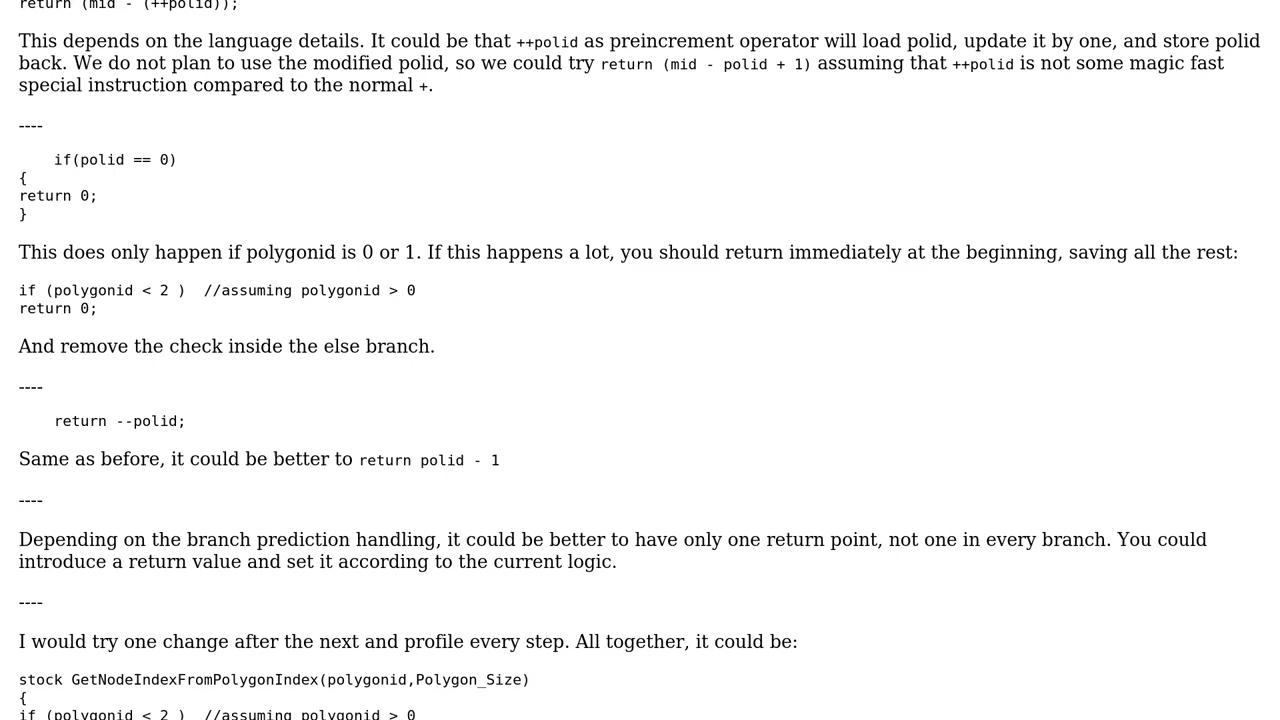 return (mid - (++polid));
This depends on the language details. It could be that ++polid as preincrement operator will load polid, update it by one, and store polid
back. We do not plan to use the modified polid, so we could try return (mid - polid + 1) assuming that ++polid is not some magic fast
special instruction compared to the normal +.
----
if(polid == 0)
{
return 0;
}
This does only happen if polygonid is 0 or 1. If this happens a lot, you should return immediately at the beginning, saving all the rest:
if (polygonid < 2 )  //assuming polygonid > 0
return 0;
And remove the check inside the else branch.
----
return --polid;
Same as before, it could be better to return polid - 1
----
Depending on the branch prediction handling, it could be better to have only one return point, not one in every branch. You could
introduce a return value and set it according to the current logic.
----
I would try one change after the next and profile every step. All together, it could be:
stock GetNodeIndexFromPolygonIndex(polygonid,Polygon_Size)
{
if (polygonid < 2 )  //assuming polygonid > 0